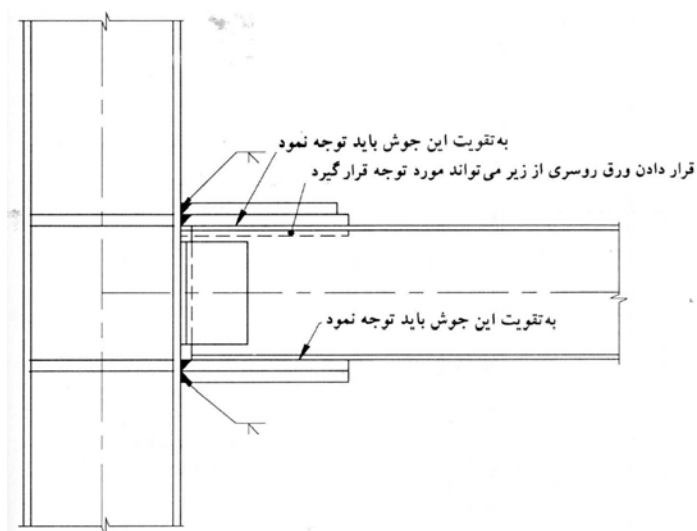 به‌تقویت این جوش باید توجه نمود
قرار دادن ورق روسری از زیر می‌تواند مورد توجه قرار گیرد
به‌تقویت این جوش باید توجه نمود